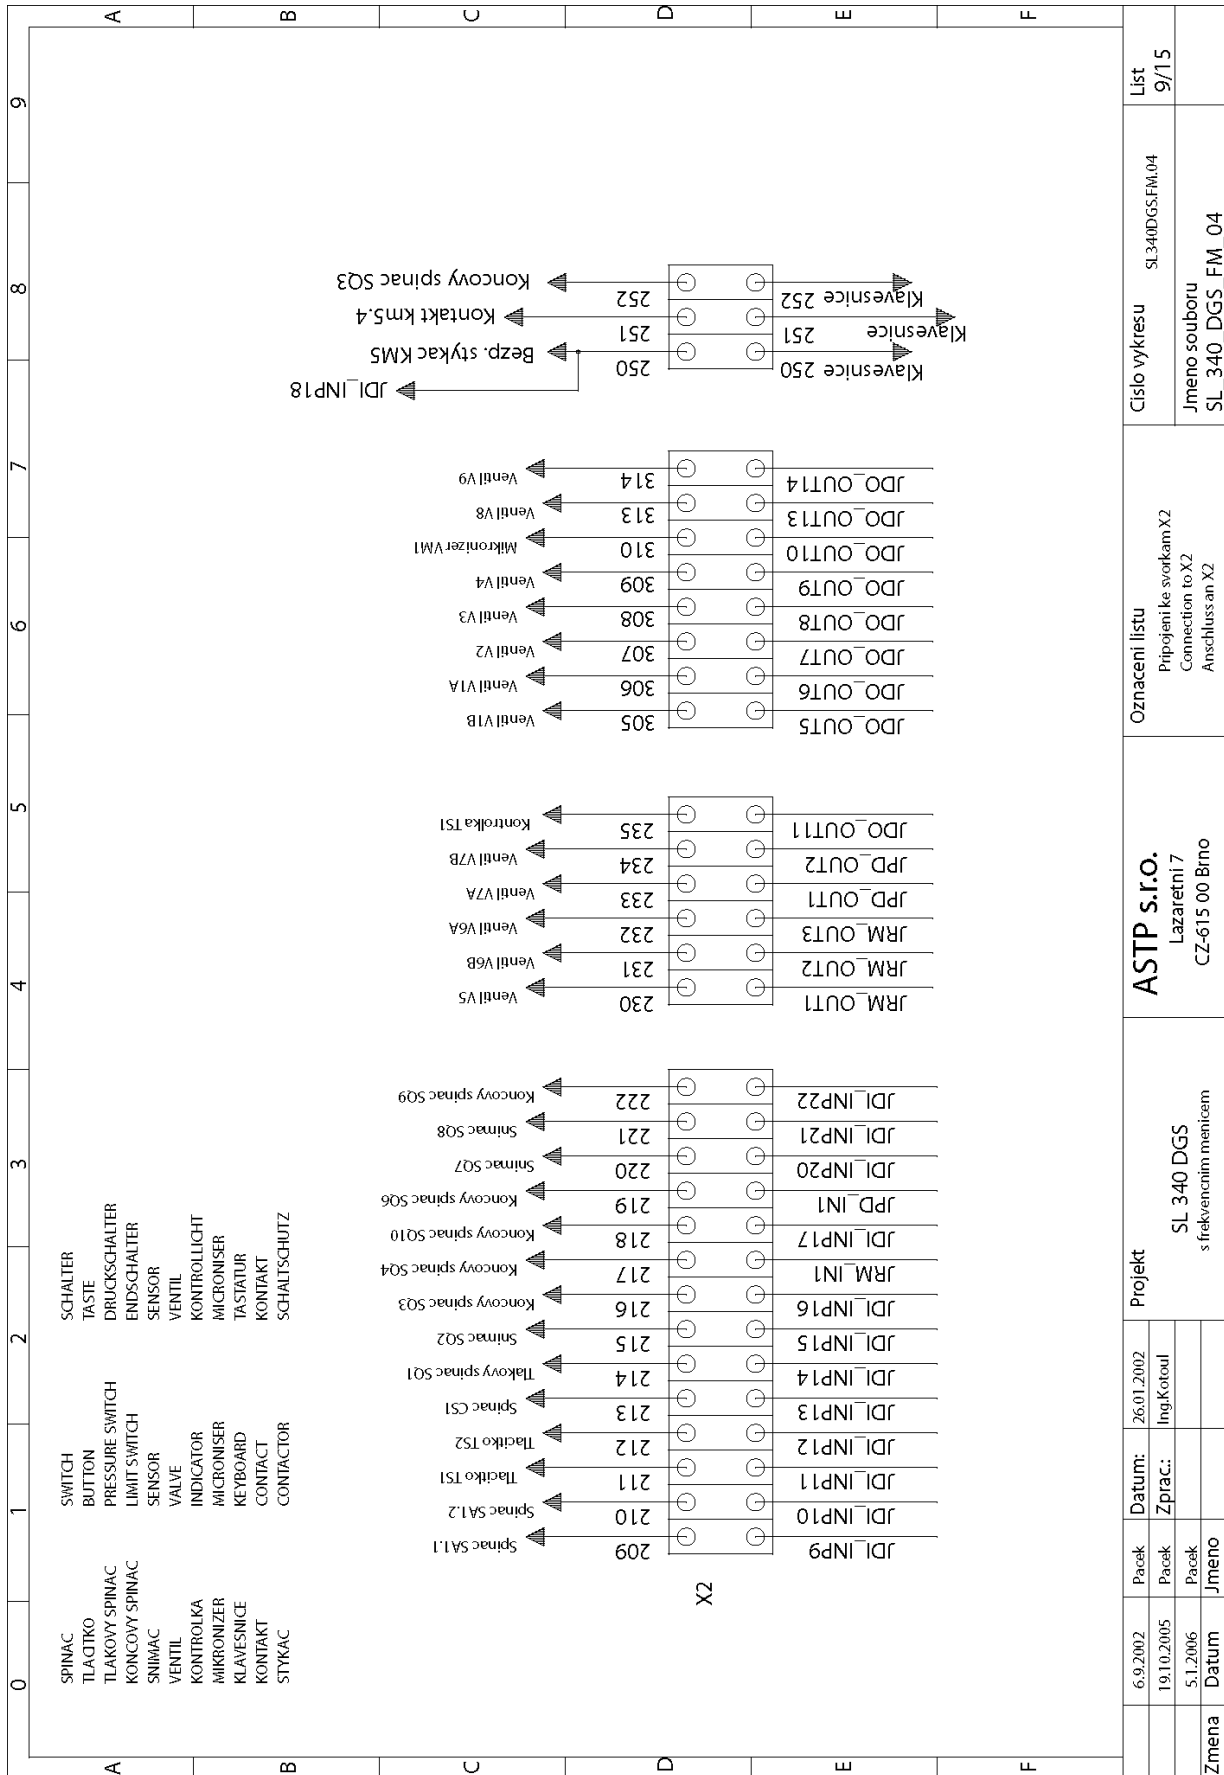 0 1 2 3 4 5 6 7 8 9
A A
B B
C C
D D
E E
F F
SPINAC SWITCH SCHALTER
TLACITKO BUTTON TASTE
TLAKOVY SPINAC PRESSURE SWITCH DRUCKSCHALTER
KONCOVY SPINAC LIMIT SWITCH ENDSCHALTER
SNIMAC SENSOR SENSOR
VENTIL VALVE VENTIL
KONTROLKA INDICATOR KONTROLLICHT
MIKRONIZER MICRONISER MICRONISER
KLAVESNICE KEYBOARD TASTATUR
KONTAKT CONTACT KONTAKT
STYKAC CONTACTOR SCHALTSCHUTZ
X2
Spinac SA1.1 209 JDI_INP9
Spinac SA1.2 210 JDI_INP10
Tlacitko TS1 211 JDI_INP11
Tlacitko TS2 212 JDI_INP12
Spinac CS1 213 JDI_INP13
Tlakovy spinac SQ1 214 JDI_INP14
Snimac SQ2 215 JDI_INP15
Koncovy spinac SQ3 216 JDI_INP16
Koncovy spinac SQ4 217 JRM_IN1
Koncovy spinac SQ10 218 JDI_INP17
Koncovy spinac SQ6 219 JPD_IN1
Snimac SQ7 220 JDI_INP20
Snimac SQ8 221 JDI_INP21
Koncovy spinac SQ9 222 JDI_INP22
Ventil V5 230 JRM_OUT1
Ventil V6B 231 JRM_OUT2
Ventil V6A 232 JRM_OUT3
Ventil V7A 233 JPD_OUT1
Ventil V7B 234 JPD_OUT2
Kontrolka TS1 235 JDO_OUT11
Ventil V1B 305 JDO_OUT5
Ventil V1A 306 JDO_OUT6
Ventil V2 307 JDO_OUT7
Ventil V3 308 JDO_OUT8
Ventil V4 309 JDO_OUT9
Mikronizer VM1 310 JDO_OUT10
Ventil V8 313 JDO_OUT13
Ventil V9 314 JDO_OUT14
JDI_INP18
Bezp. stykac KM5 250 Klavesnice 250
Kontakt km5.4 251 Klavesnice 251
Koncovy spinac SQ3 252 Klavesnice 252
6.9.2002 Pacek
19.10.2005 Pacek
5.1.2006 Pacek
Zmena Datum Jmeno
Datum: 26.01.2002
Zprac.: Ing.Kotoul
Projekt
SL 340 DGS
s frekvencnim menicem
ASTP s.r.o.
Lazaretní 7
CZ-615 00 Brno
Oznaceni listu
Pripojeni ke svorkam X2
Connection to X2
Anschluss an X2
Cislo vykresu
SL340DGS.FM.04
Jmeno souboru
SL_340_DGS_FM_04
List
9/15